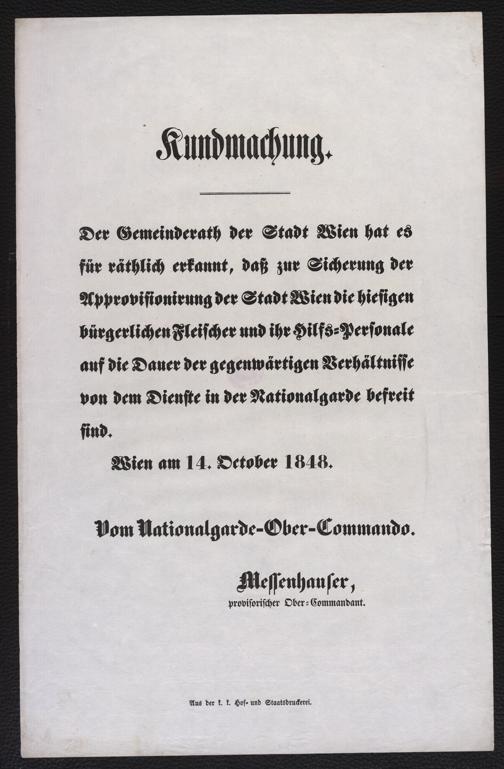 Kundmachung.
Der Gemeinderath der Stadt Wien hat es
für räthlich erkannt, daß zur Sicherung der
Approvisionirung der Stadt Wien die hiesigen
bürgerlichen Fleischer und ihr Hilfs-Personale
auf die Dauer der gegenwärtigen Verhältnisse
von dem Dienste in der Nationalgarde befreit
sind.
Wien am 14. October 1848.
Vom Nationalgarde-Ober-Commando.
Messenhauser,
provisorischer Ober-Commandant.
Aus der k. k. Hof- und Staatsdruckerei.